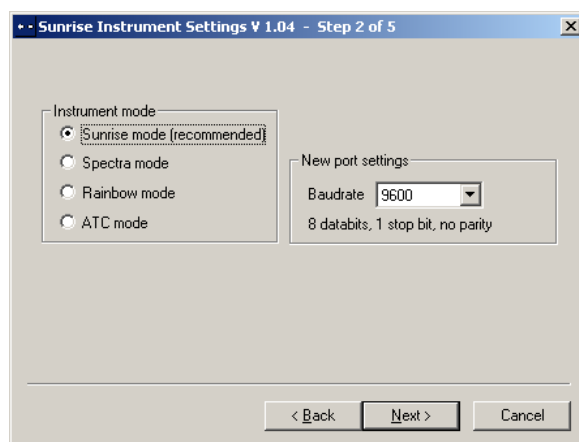 Sunrise Instrument Settings V 1.04 - Step 2 of 5
Instrument mode
Sunrise mode (recommended)
Spectra mode
Rainbow mode
ATC mode
New port settings
Baudrate 9600
8 databits, 1 stop bit, no parity
< Back Next > Cancel